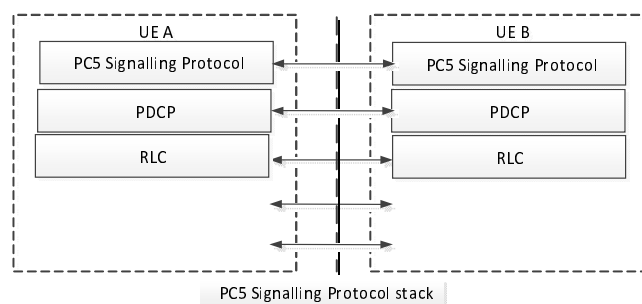 UE A
UE B
PC5 Signalling Protocol
PC5 Signalling Protocol
PDCP
PDCP
RLC
RLC
PC5 Signalling Protocol stack